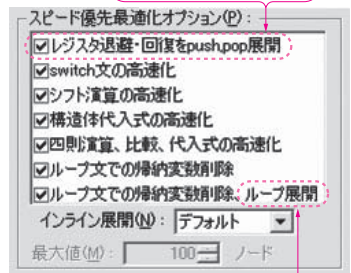 スピード優先最適化オプション(P):
レジスタ退避・回復をpush,pop展開
switch文の高速化
シフト演算の高速化
構造体代入式の高速化
四則演算、比較、代入式の高速化
ループ文での帰納変数削除
ループ文での帰納変数削除、ループ展開
インライン展開(N): デフォルト
最大値(M): 100 ノード